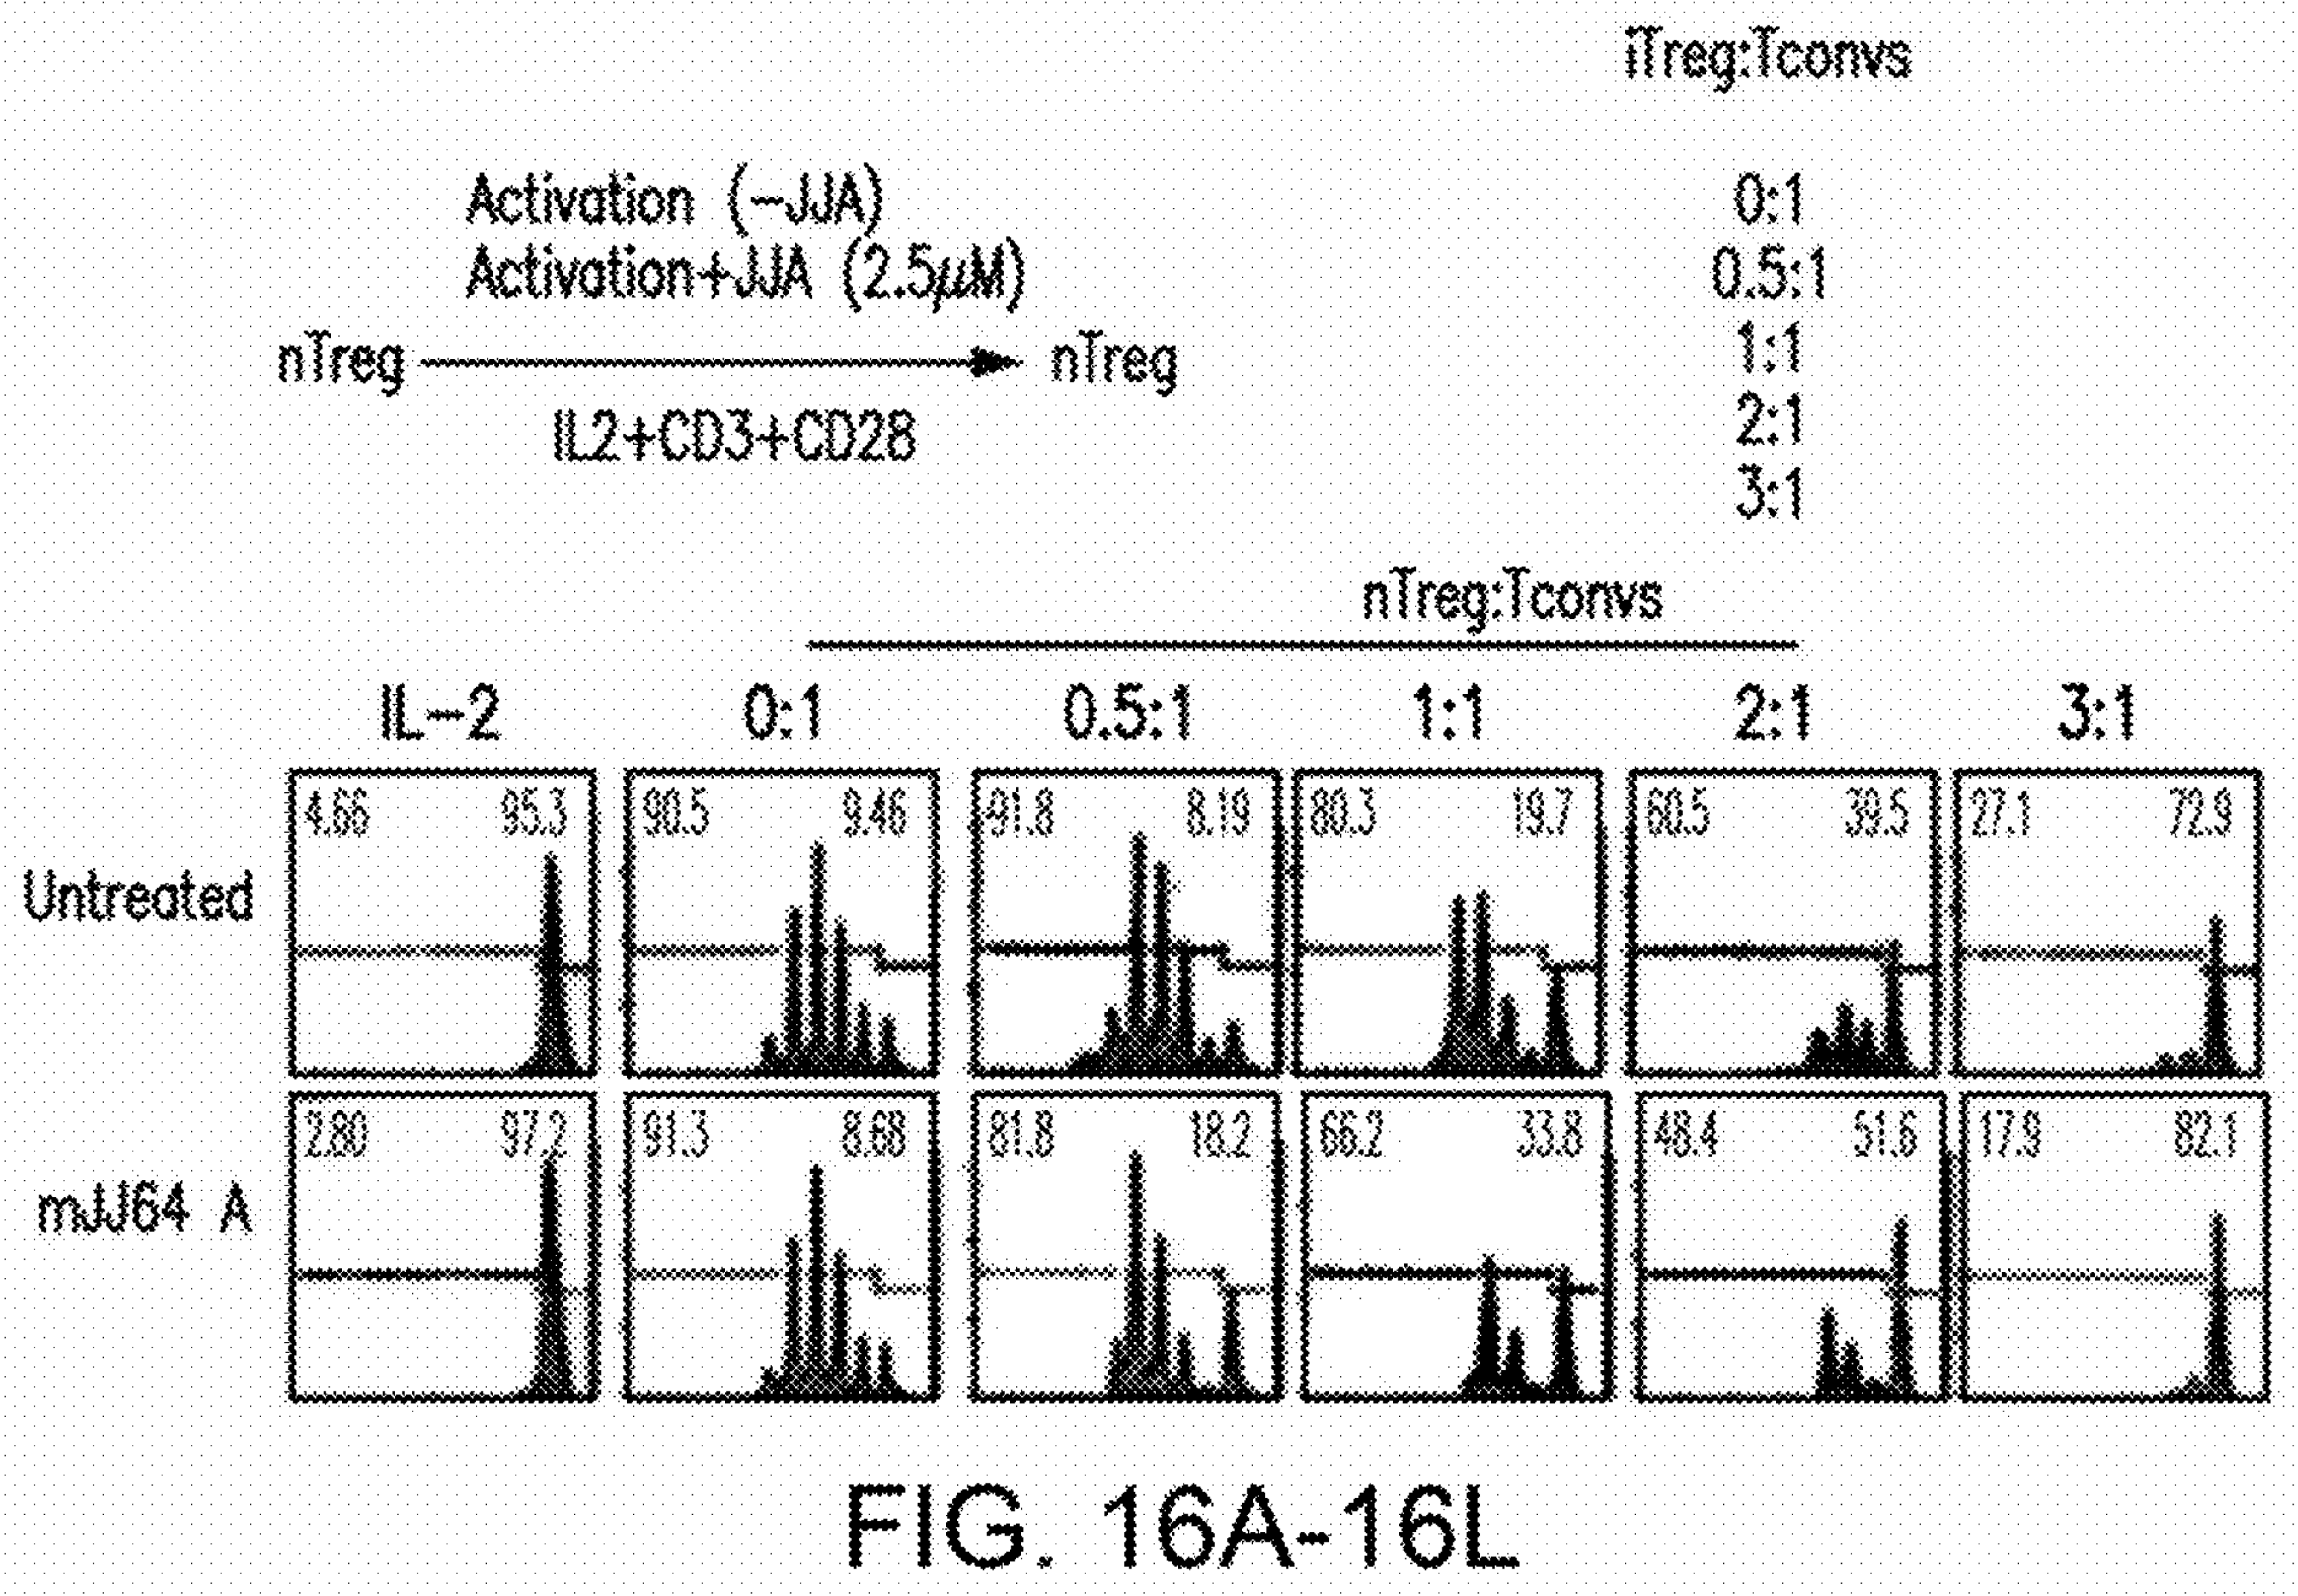 iTreg:Tconvs
Activation (-JJA)
Activation+JJA (2.5μM)
nTreg nTreg
IL2+CD3+CD28
0:1
0.5:1
1:1
2:1
3:1
nTreg:Tconvs
IL-2 0:1 0.5:1 1:1 2:1 3:1
Untreated
4.66 95.3 90.5 9.46 91.8 8.19 80.3 19.7 60.5 39.5 27.1 72.9
mJJ64 A
2.80 97.2 91.3 8.68 81.8 18.2 66.2 33.8 48.4 51.6 17.9 82.1
FIG. 16A-16L